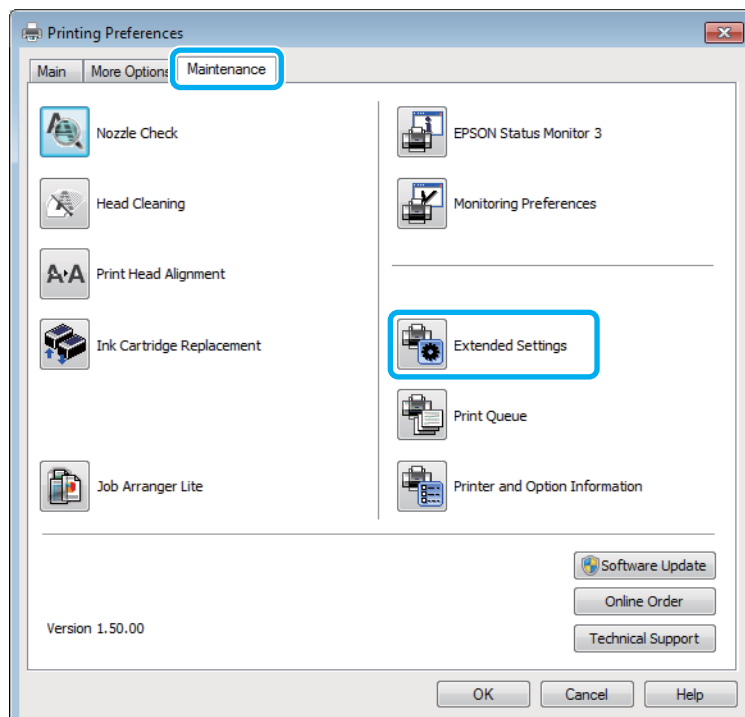 Printing Preferences
Main
More Options
Maintenance
Nozzle Check
EPSON Status Monitor 3
Head Cleaning
Monitoring Preferences
Print Head Alignment
Ink Cartridge Replacement
Extended Settings
Print Queue
Job Arranger Lite
Printer and Option Information
Software Update
Online Order
Version 1.50.00
Technical Support
OK
Cancel
Help